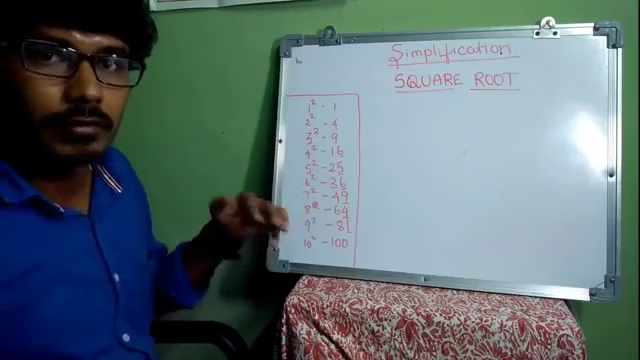 Simplification
SQUARE ROOT
1² - 1
2² - 4
3² - 9
4² - 16
5² - 25
6² - 36
7² - 49
8² - 64
9² - 81
10² - 100